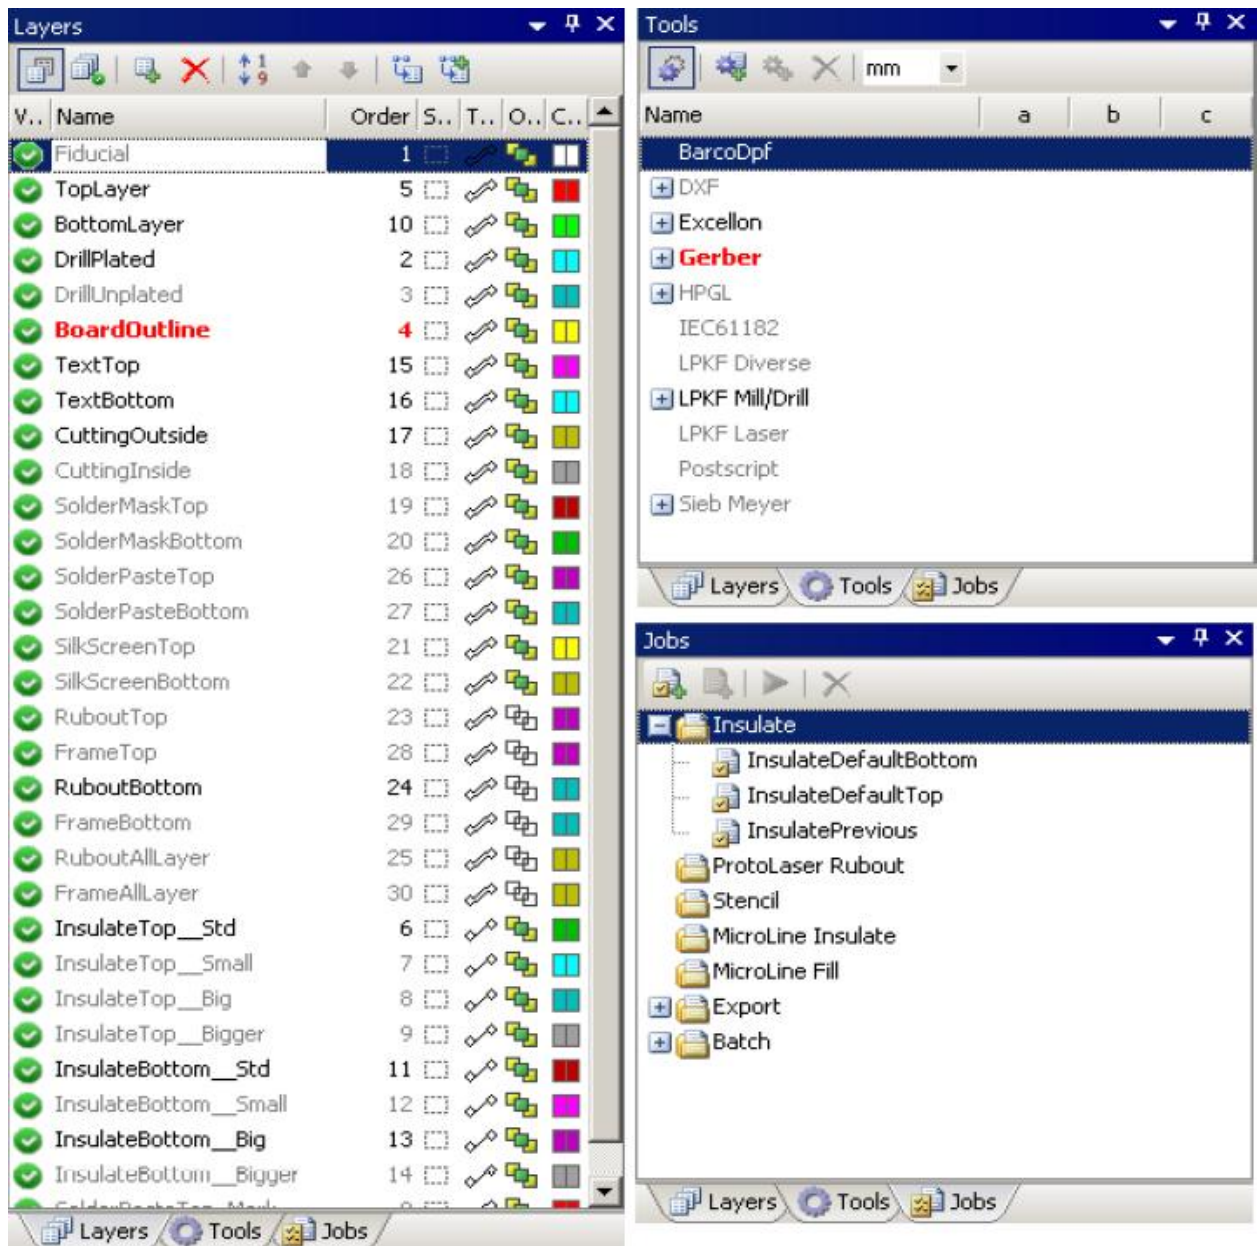 Layers
1
9
V.. Name Order S.. T.. O.. C..
Fiducial 1
TopLayer 5
BottomLayer 10
DrillPlated 2
DrillUnplated 3
BoardOutline 4
TextTop 15
TextBottom 16
CuttingOutside 17
CuttingInside 18
SolderMaskTop 19
SolderMaskBottom 20
SolderPasteTop 26
SolderPasteBottom 27
SilkScreenTop 21
SilkScreenBottom 22
RuboutTop 23
FrameTop 28
RuboutBottom 24
FrameBottom 29
RuboutAllLayer 25
FrameAllLayer 30
InsulateTop__Std 6
InsulateTop__Small 7
InsulateTop__Big 8
InsulateTop__Bigger 9
InsulateBottom__Std 11
InsulateBottom__Small 12
InsulateBottom__Big 13
InsulateBottom__Bigger 14
Layers Tools Jobs
Tools
mm
Name a b c
BarcoDpf
DXF
Excellon
Gerber
HPGL
IEC61182
LPKF Diverse
LPKF Mill/Drill
LPKF Laser
Postscript
Sieb Meyer
Layers Tools Jobs
Jobs
Insulate
InsulateDefaultBottom
InsulateDefaultTop
InsulatePrevious
ProtoLaser Rubout
Stencil
MicroLine Insulate
MicroLine Fill
Export
Batch
Layers Tools Jobs